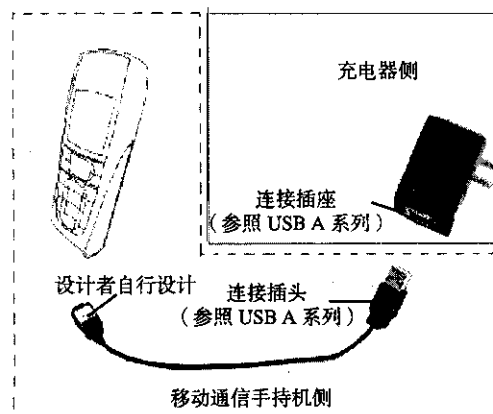 充电器侧
连接插座
（参照 USB A 系列）
设计者自行设计
连接插头
（参照 USB A 系列）
移动通信手持机侧